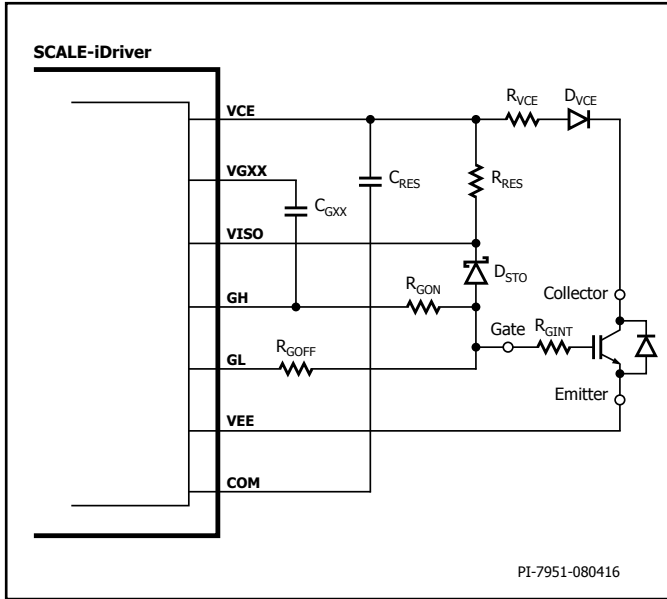 SCALE-iDriver
VCE
RVCE
DVCE
VGXX
CRES
RRES
CGXX
VISO
DSTO
GH
RGON
Collector
Gate
RGINT
GL
RGOFF
Emitter
VEE
COM
PI-7951-080416